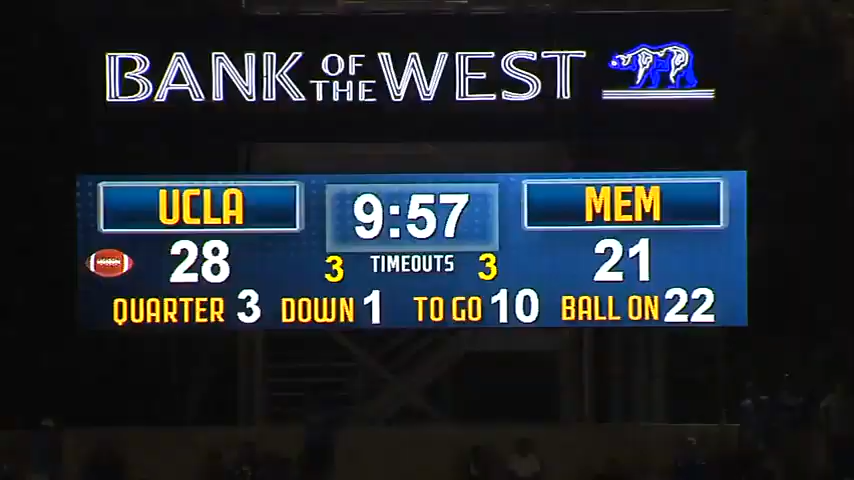 BANK OF THE WEST
UCLA 9:57 MEM
28 3 TIMEOUTS 3 21
QUARTER 3 DOWN 1 TO GO 10 BALL ON 22